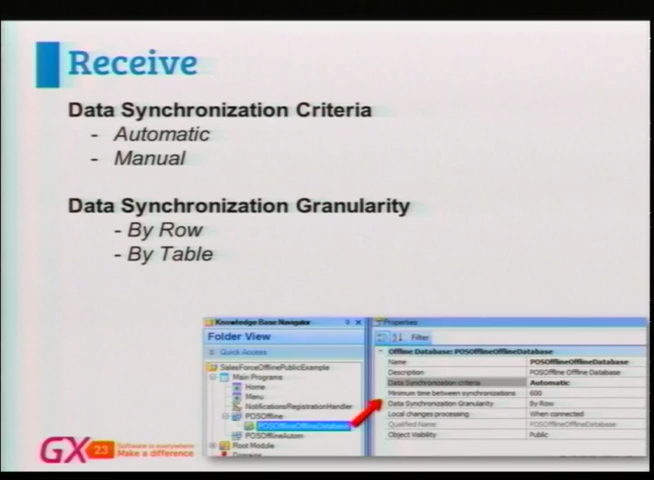 Receive
Data Synchronization Criteria
- Automatic
- Manual
Data Synchronization Granularity
- By Row
- By Table
Knowledge Base Navigator
Folder View
Quick Access
SalesForceOfflinePublicExample
Main Programs
Home
Menu
NotificationsRegistrationHandler
POSOffline
POSOfflineOfflineDatabase
POSOfflineAutom
Root Module
Domains
Properties
Filter
Offline Database: POSOfflineOfflineDatabase
Name POSOfflineOfflineDatabase
Description POSOffline Offline Database
Data Synchronization criteria Automatic
Minimum time between synchronizations 600
Data Synchronization Granularity By Row
Local changes processing When connected
Qualified Name POSOfflineOfflineDatabase
Object Visibility Public
GX 23 Software is everywhere
Make a difference